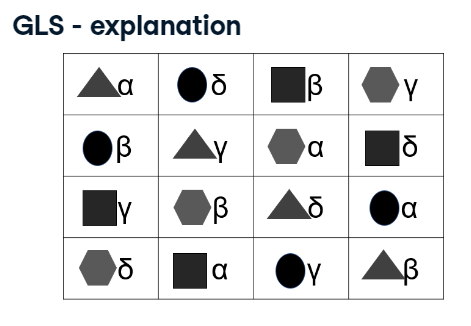 GLS - explanation
α δ β γ
β γ α δ
γ β δ α
δ α γ β